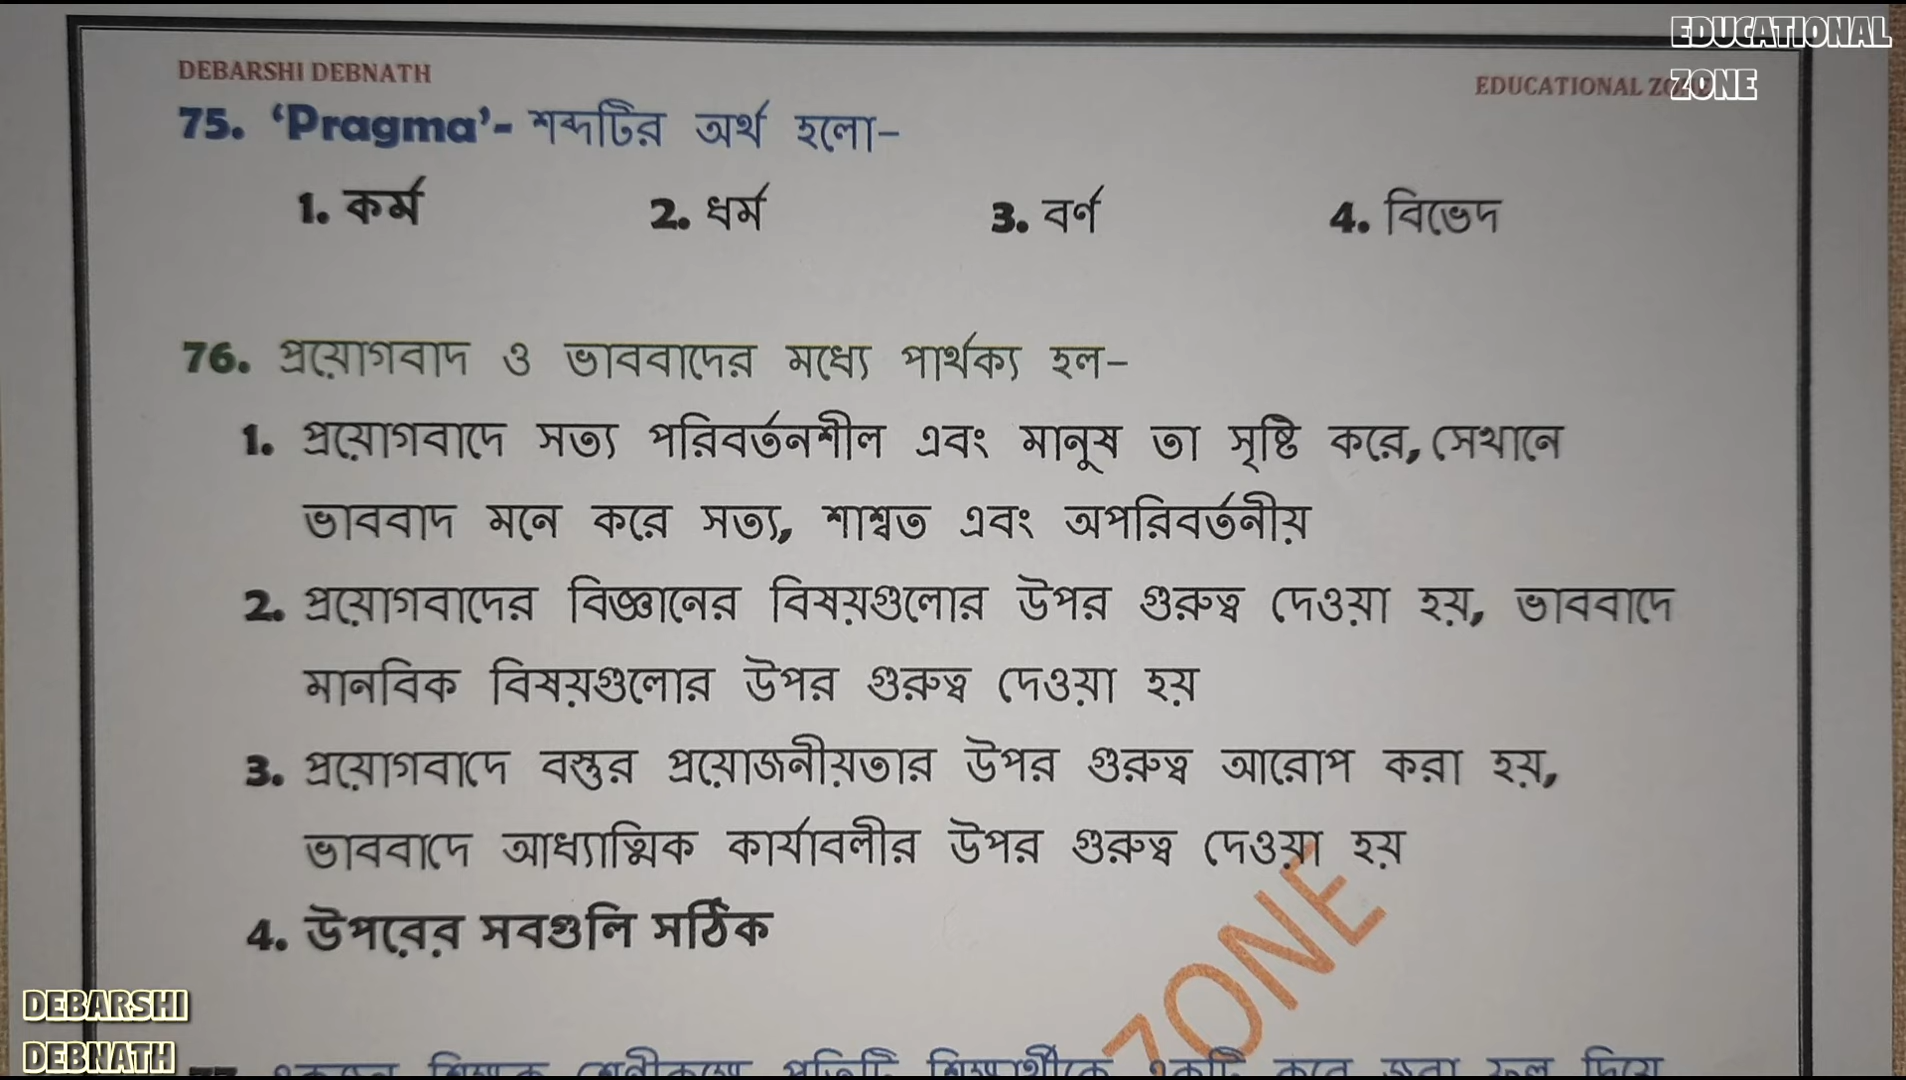 EDUCATIONAL
ZONE
DEBARSHI DEBNATH
EDUCATIONAL
75. ‘Pragma’- শব্দটির অর্থ হলো-
1. কর্ম 2. ধর্ম 3. বর্ণ 4. বিভেদ
76. প্রয়োগবাদ ও ভাববাদের মধ্যে পার্থক্য হল-
1. প্রয়োগবাদে সত্য পরিবর্তনশীল এবং মানুষ তা সৃষ্টি করে, সেখানে
ভাববাদ মনে করে সত্য, শাশ্বত এবং অপরিবর্তনীয়
2. প্রয়োগবাদের বিজ্ঞানের বিষয়গুলোর উপর গুরুত্ব দেওয়া হয়, ভাববাদে
মানবিক বিষয়গুলোর উপর গুরুত্ব দেওয়া হয়
3. প্রয়োগবাদে বস্তুর প্রয়োজনীয়তার উপর গুরুত্ব আরোপ করা হয়,
ভাববাদে আধ্যাত্মিক কার্যাবলীর উপর গুরুত্ব দেওয়া হয়
4. উপরের সবগুলি সঠিক
ZONE
DEBARSHI
DEBNATH